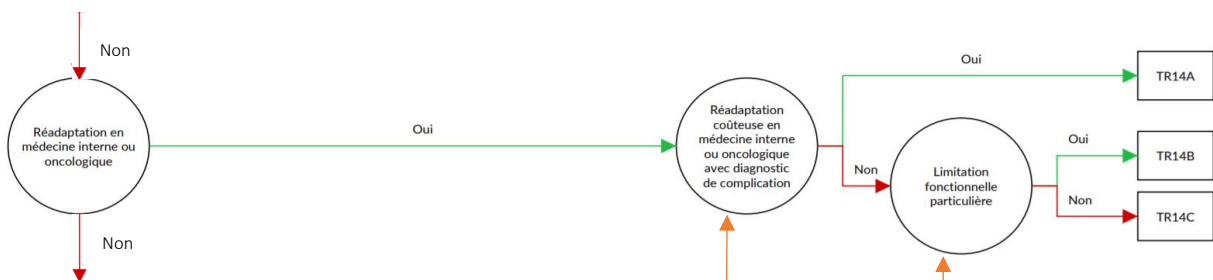 Non
Réadaptation en
médecine interne ou
oncologique
Oui
Réadaptation
coûteuse en
médecine interne
ou oncologique
avec diagnostic
de complication
Oui
TR14A
Non
Limitation
fonctionnelle
particulière
Oui
TR14B
Non
TR14C
Non